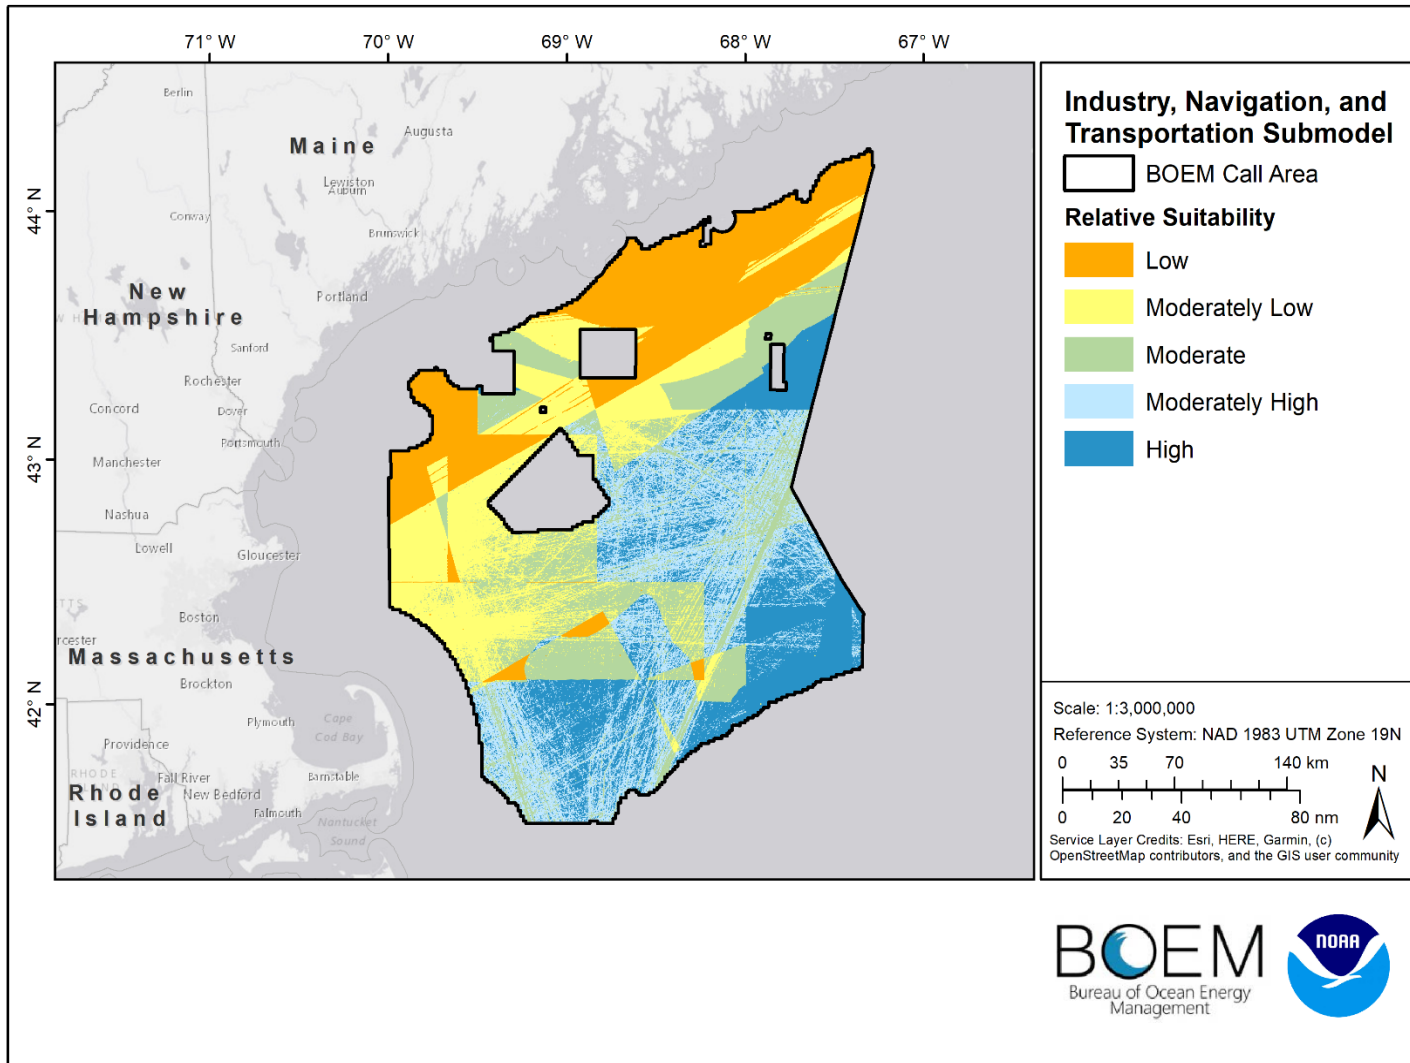 71° W
70° W
69° W
68° W
67° W
44° N
43° N
42° N
Berlin
Augusta
Maine
Lewiston
Auburn
Conway
Brunswick
New
Hampshire
Portland
Sanford
Rochester
Concord
Dover
Portsmouth
Manchester
Nashua
Lowell
Gloucester
Boston
Massachusetts
Brockton
Plymouth
Cape
Cod Bay
Providence
Fall River
Barnstable
New Bedford
Rhode
Island
Falmouth
Nantucket
Sound
Industry, Navigation, and
Transportation Submodel
BOEM Call Area
Relative Suitability
Low
Moderately Low
Moderate
Moderately High
High
Scale: 1:3,000,000
Reference System: NAD 1983 UTM Zone 19N
0 35 70 140 km
N
0 20 40 80 nm
Service Layer Credits: Esri, HERE, Garmin, (c)
OpenStreetMap contributors, and the GIS user community
BOEM
Bureau of Ocean Energy
Management
NOAA